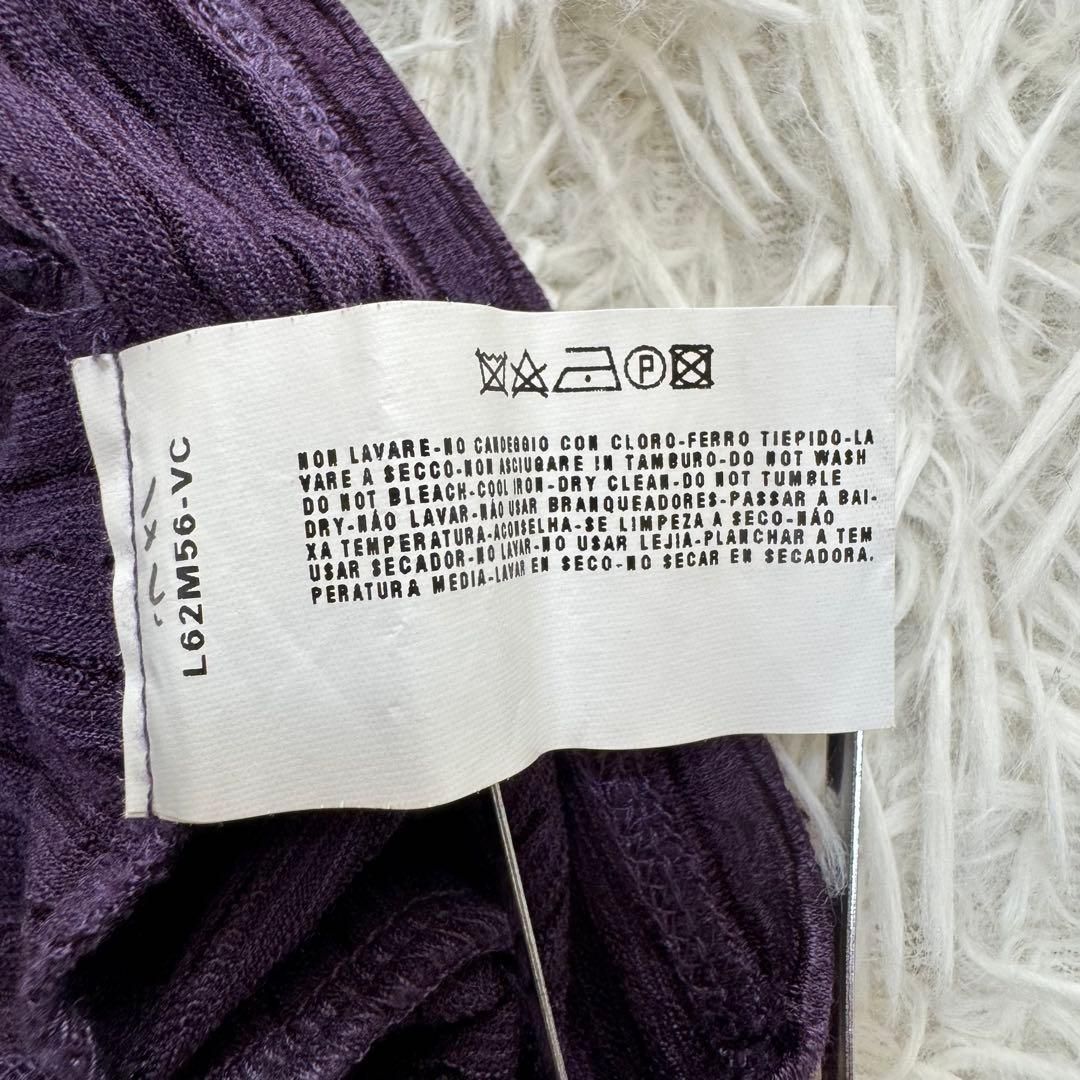 P
NON LAVARE-NO CANDEGGIO CON CLORO-FERRO TIEPIDO-LA
VARE A SECCO-NON ASCIUGARE IN TAMBURO-DO NOT WASH
DO NOT BLEACH-COOL IRON-DRY CLEAN-DO NOT TUMBLE
DRY-NÃO LAVAR-NÃO USAR BRANQUEADORES-PASSAR A BAI-
XA TEMPERATURA-ACONSELHA-SE LIMPEZA A SECO-NÃO
USAR SECADOR-NO LAVAR-NO USAR LEJIA-PLANCHAR A TEM
PERATURA MEDIA-LAVAR EN SECO-NO SECAR EN SECADORA.
L62M56-VC